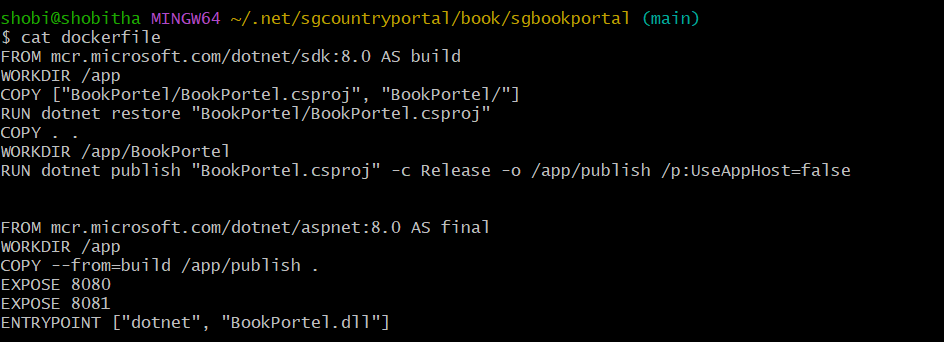 shobi@shobitha MINGW64 ~/.net/sgcountryportal/book/sgbookportal (main)
$ cat dockerfile
FROM mcr.microsoft.com/dotnet/sdk:8.0 AS build
WORKDIR /app
COPY ["BookPortel/BookPortel.csproj", "BookPortel/"]
RUN dotnet restore "BookPortel/BookPortel.csproj"
COPY . .
WORKDIR /app/BookPortel
RUN dotnet publish "BookPortel.csproj" -c Release -o /app/publish /p:UseAppHost=false
FROM mcr.microsoft.com/dotnet/aspnet:8.0 AS final
WORKDIR /app
COPY --from=build /app/publish .
EXPOSE 8080
EXPOSE 8081
ENTRYPOINT ["dotnet", "BookPortel.dll"]